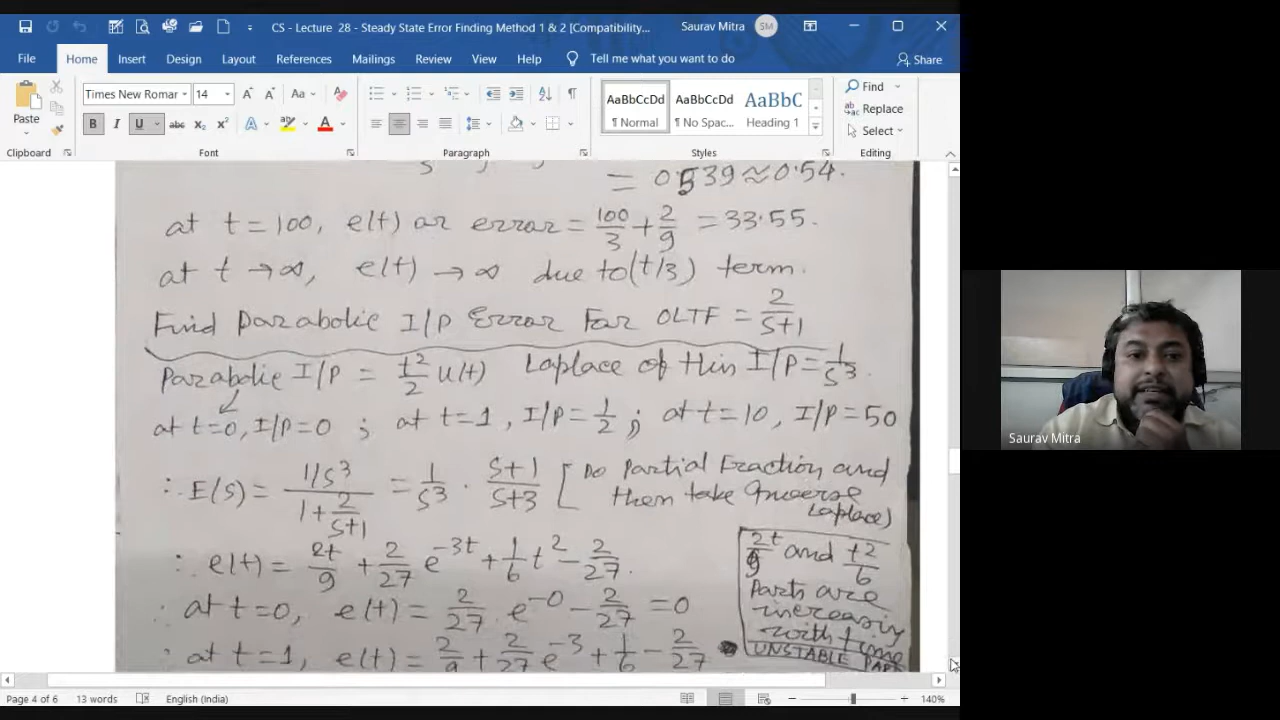 CS - Lecture 28 - Steady State Error Finding Method 1 & 2 [Compatibility...
Saurav Mitra
SM
File Home Insert Design Layout References Mailings Review View Help Tell me what you want to do Share
Paste
Times New Romar 14
Aa
B I U abc x₂ x² A A
AaBbCcDd AaBbCcDd AaBbC
¶ Normal ¶ No Spac... Heading 1
Find
Replace
Select
Clipboard Font Paragraph Styles Editing
= 0.539 ≈ 0.54.
at t = 100, e(t) or error = 100/3 + 2/9 = 33.55.
at t → ∞, e(t) → ∞ due to (t/3) term.
Find Parabolic I/P Error For OLTF = 2/(s+1)
Parabolic I/P = t²/2 u(t) Laplace of this I/P = 1/s³.
at t=0, I/P=0 ; at t=1, I/P = 1/2 ; at t=10, I/P = 50
∴ E(s) = (1/s³)/(1 + 2/(s+1)) = 1/s³ · (s+1)/(s+3) [Do Partial Fraction and
then take Inverse
Laplace)
∴ e(t) = 2t/9 + 2/27 e^-3t + 1/6 t² - 2/27.
∴ at t=0, e(t) = 2/27 . e^-0 - 2/27 = 0
∴ at t=1, e(t) = 2/9 + 2/27 e^-3 + 1/6 - 2/27
2t/9 and t2/6
Parts are
increasing
with time
UNSTABLE PART
Saurav Mitra
Page 4 of 6 13 words English (India) 140%